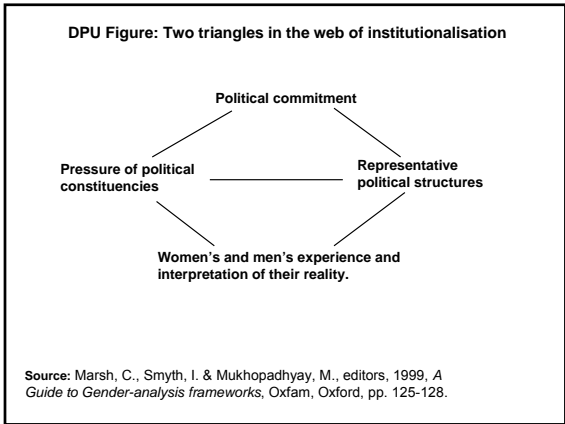 DPU Figure: Two triangles in the web of institutionalisation
Political commitment
Pressure of political
constituencies
Representative
political structures
Women's and men's experience and
interpretation of their reality.
Source: Marsh, C., Smyth, I. & Mukhopadhyay, M., editors, 1999, A
Guide to Gender-analysis frameworks, Oxfam, Oxford, pp. 125-128.